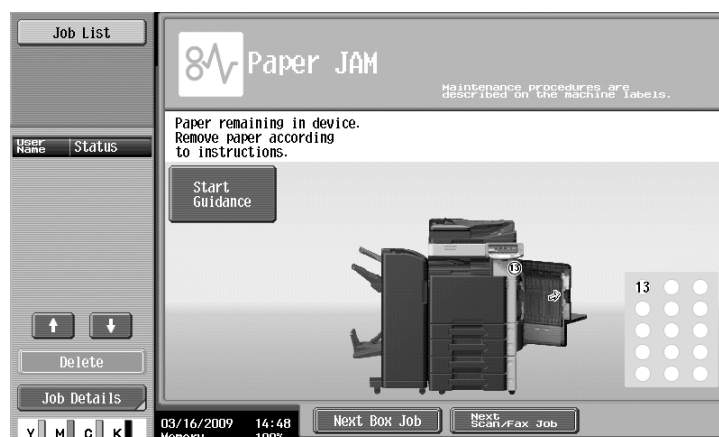 Job List
User Name
Status
Delete
Job Details
Y M C K
Paper JAM
Maintenance procedures are
described on the machine labels.
Paper remaining in device.
Remove paper according
to instructions.
Start
Guidance
13
13
03/16/2009 14:48
Memory 100%
Next Box Job
Next
Scan/Fax Job